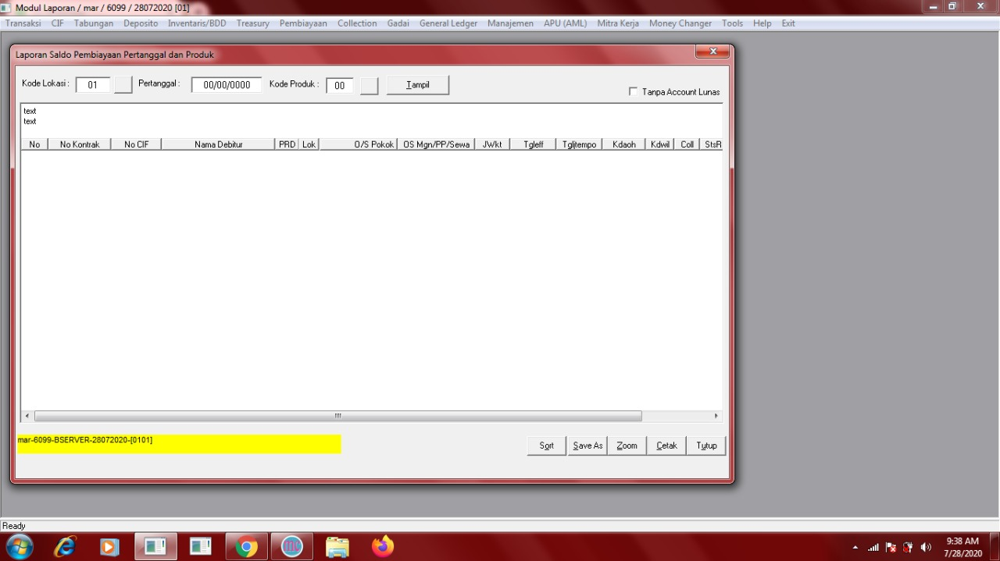 Modul Laporan / mar / 6099 / 28072020 [01]
Transaksi CIF Tabungan Deposito Inventaris/BDD Treasury Pembiayaan Collection Gadai General Ledger Manajemen APU (AML) Mitra Kerja Money Changer Tools Help Exit
Laporan Saldo Pembiayaan Pertanggal dan Produk
Kode Lokasi : 01 Pertanggal : 00/00/0000 Kode Produk : 00 Tampil
Tanpa Account Lunas
text
text
No No Kontrak No CIF Nama Debitur PRD Lok O/S Pokok OS Mgn/PP/Sewa JWkt Tgleff Tgljtempo Kdaoh Kdwil Coll StsR
mar-6099-BSERVER-28072020-[0101]
Sort Save As Zoom Cetak Tutup
Ready
9:38 AM
7/28/2020